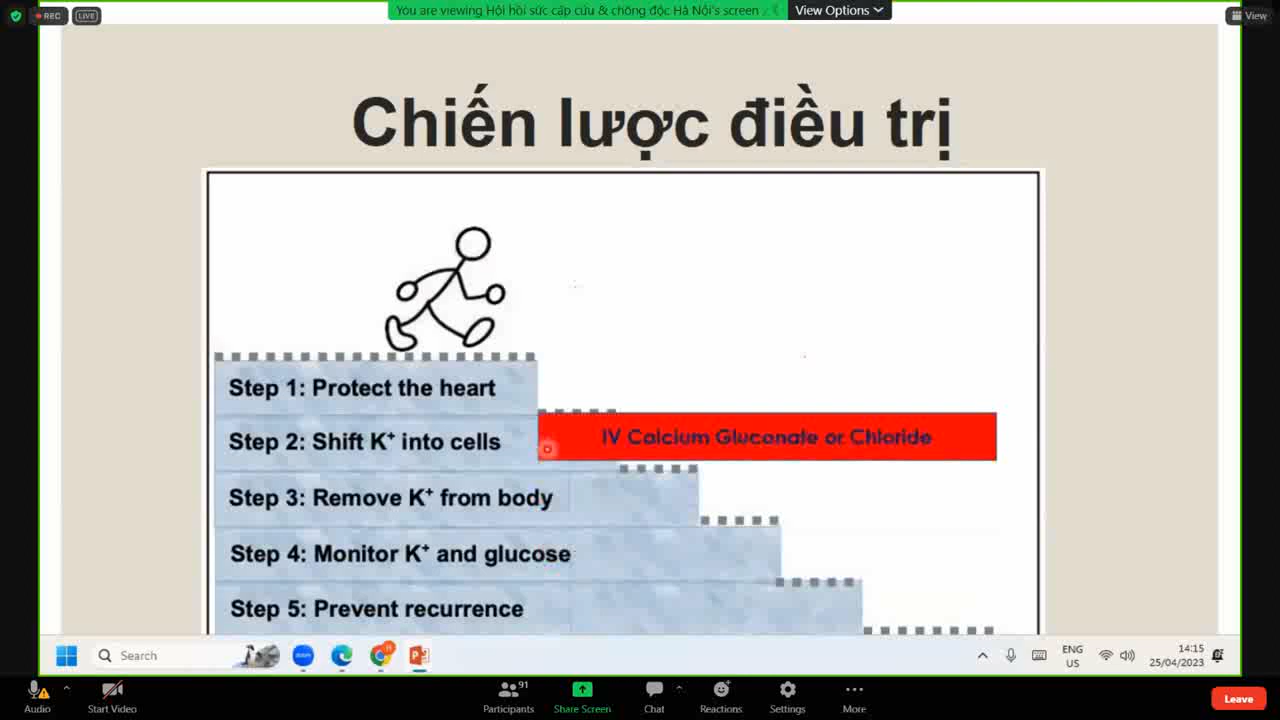 REC
LIVE
You are viewing Hội hồi sức cấp cứu & chống độc Hà Nội's screen
View Options
View
Chiến lược điều trị
Step 1: Protect the heart
Step 2: Shift K⁺ into cells
IV Calcium Gluconate or Chloride
Step 3: Remove K⁺ from body
Step 4: Monitor K⁺ and glucose
Step 5: Prevent recurrence
Search
zoom
ENG
US
14:15
25/04/2023
Audio
Start Video
Participants
91
Share Screen
Chat
Reactions
Settings
More
Leave